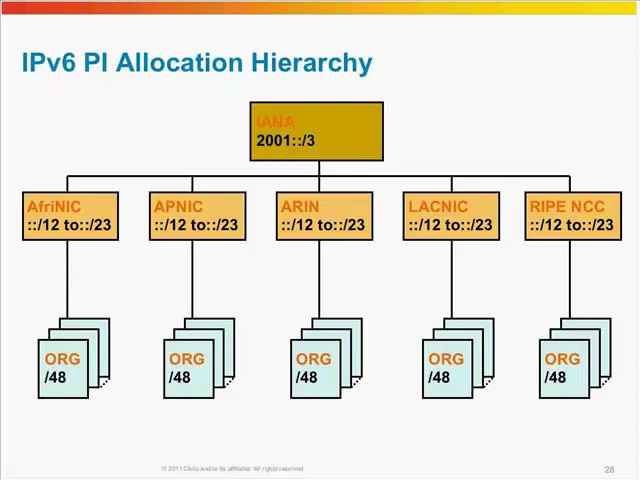 IPv6 PI Allocation Hierarchy
IANA
2001::/3
AfriNIC
::/12 to::/23
APNIC
::/12 to::/23
ARIN
::/12 to::/23
LACNIC
::/12 to::/23
RIPE NCC
::/12 to::/23
ORG
/48
ORG
/48
ORG
/48
ORG
/48
ORG
/48
© 2011 Cisco and/or its affiliates. All rights reserved.
28